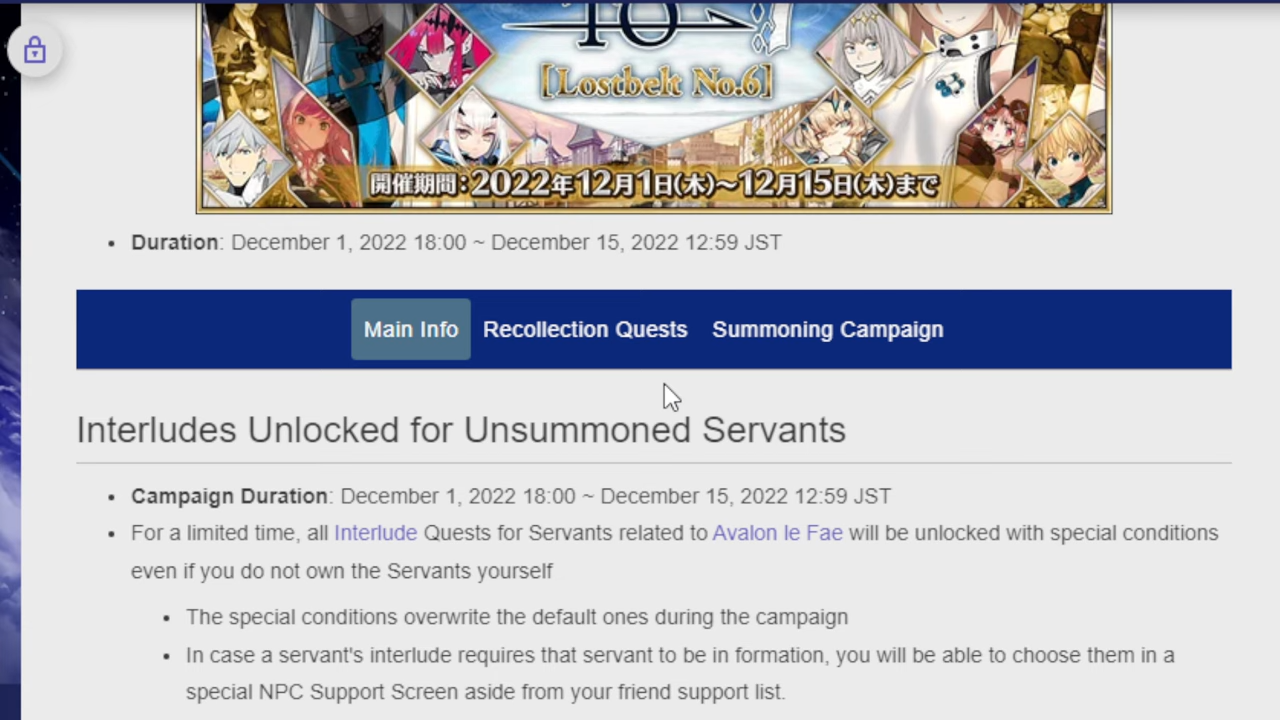 [Lostbelt No.6]
開催期間:2022年12月1日(木)~12月15日(木)まで
• Duration: December 1, 2022 18:00 ~ December 15, 2022 12:59 JST
Main Info Recollection Quests Summoning Campaign
Interludes Unlocked for Unsummoned Servants
• Campaign Duration: December 1, 2022 18:00 ~ December 15, 2022 12:59 JST
• For a limited time, all Interlude Quests for Servants related to Avalon le Fae will be unlocked with special conditions
even if you do not own the Servants yourself
• The special conditions overwrite the default ones during the campaign
• In case a servant's interlude requires that servant to be in formation, you will be able to choose them in a
special NPC Support Screen aside from your friend support list.